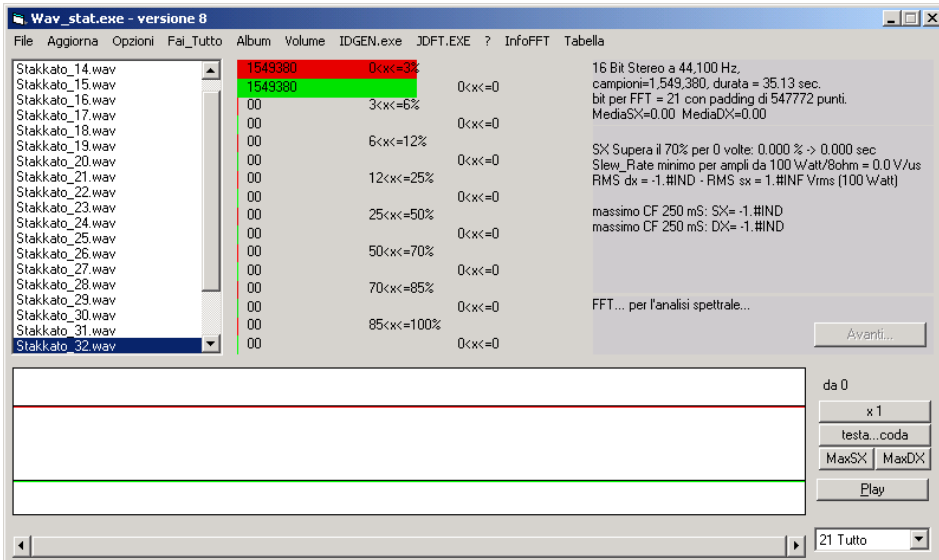 Wav_stat.exe - versione 8
File Aggiorna Opzioni Fai_Tutto Album Volume IDGEN.exe JDFT.EXE ? InfoFFT Tabella
Stakkato_14.wav
Stakkato_15.wav
Stakkato_16.wav
Stakkato_17.wav
Stakkato_18.wav
Stakkato_19.wav
Stakkato_20.wav
Stakkato_21.wav
Stakkato_22.wav
Stakkato_23.wav
Stakkato_24.wav
Stakkato_25.wav
Stakkato_26.wav
Stakkato_27.wav
Stakkato_28.wav
Stakkato_29.wav
Stakkato_30.wav
Stakkato_31.wav
Stakkato_32.wav
1549380 0<x<=3%
1549380 0<x<=0
00 3<x<=6%
00 0<x<=0
00 6<x<=12%
00 0<x<=0
00 12<x<=25%
00 0<x<=0
00 25<x<=50%
00 0<x<=0
00 50<x<=70%
00 0<x<=0
00 70<x<=85%
00 0<x<=0
00 85<x<=100%
00 0<x<=0
16 Bit Stereo a 44,100 Hz,
campioni=1,549,380, durata = 35.13 sec.
bit per FFT = 21 con padding di 547772 punti.
MediaSX=0.00 MediaDX=0.00
SX Supera il 70% per 0 volte: 0.000 % -> 0.000 sec
Slew_Rate minimo per ampli da 100 Watt/8ohm = 0.0 V/us
RMS dx = -1.#IND - RMS sx = 1.#INF Vrms (100 Watt)
massimo CF 250 mS: SX= -1.#IND
massimo CF 250 mS: DX= -1.#IND
FFT... per l'analisi spettrale...
Avanti...
da 0
x 1
testa...coda
MaxSX MaxDX
Play
21 Tutto